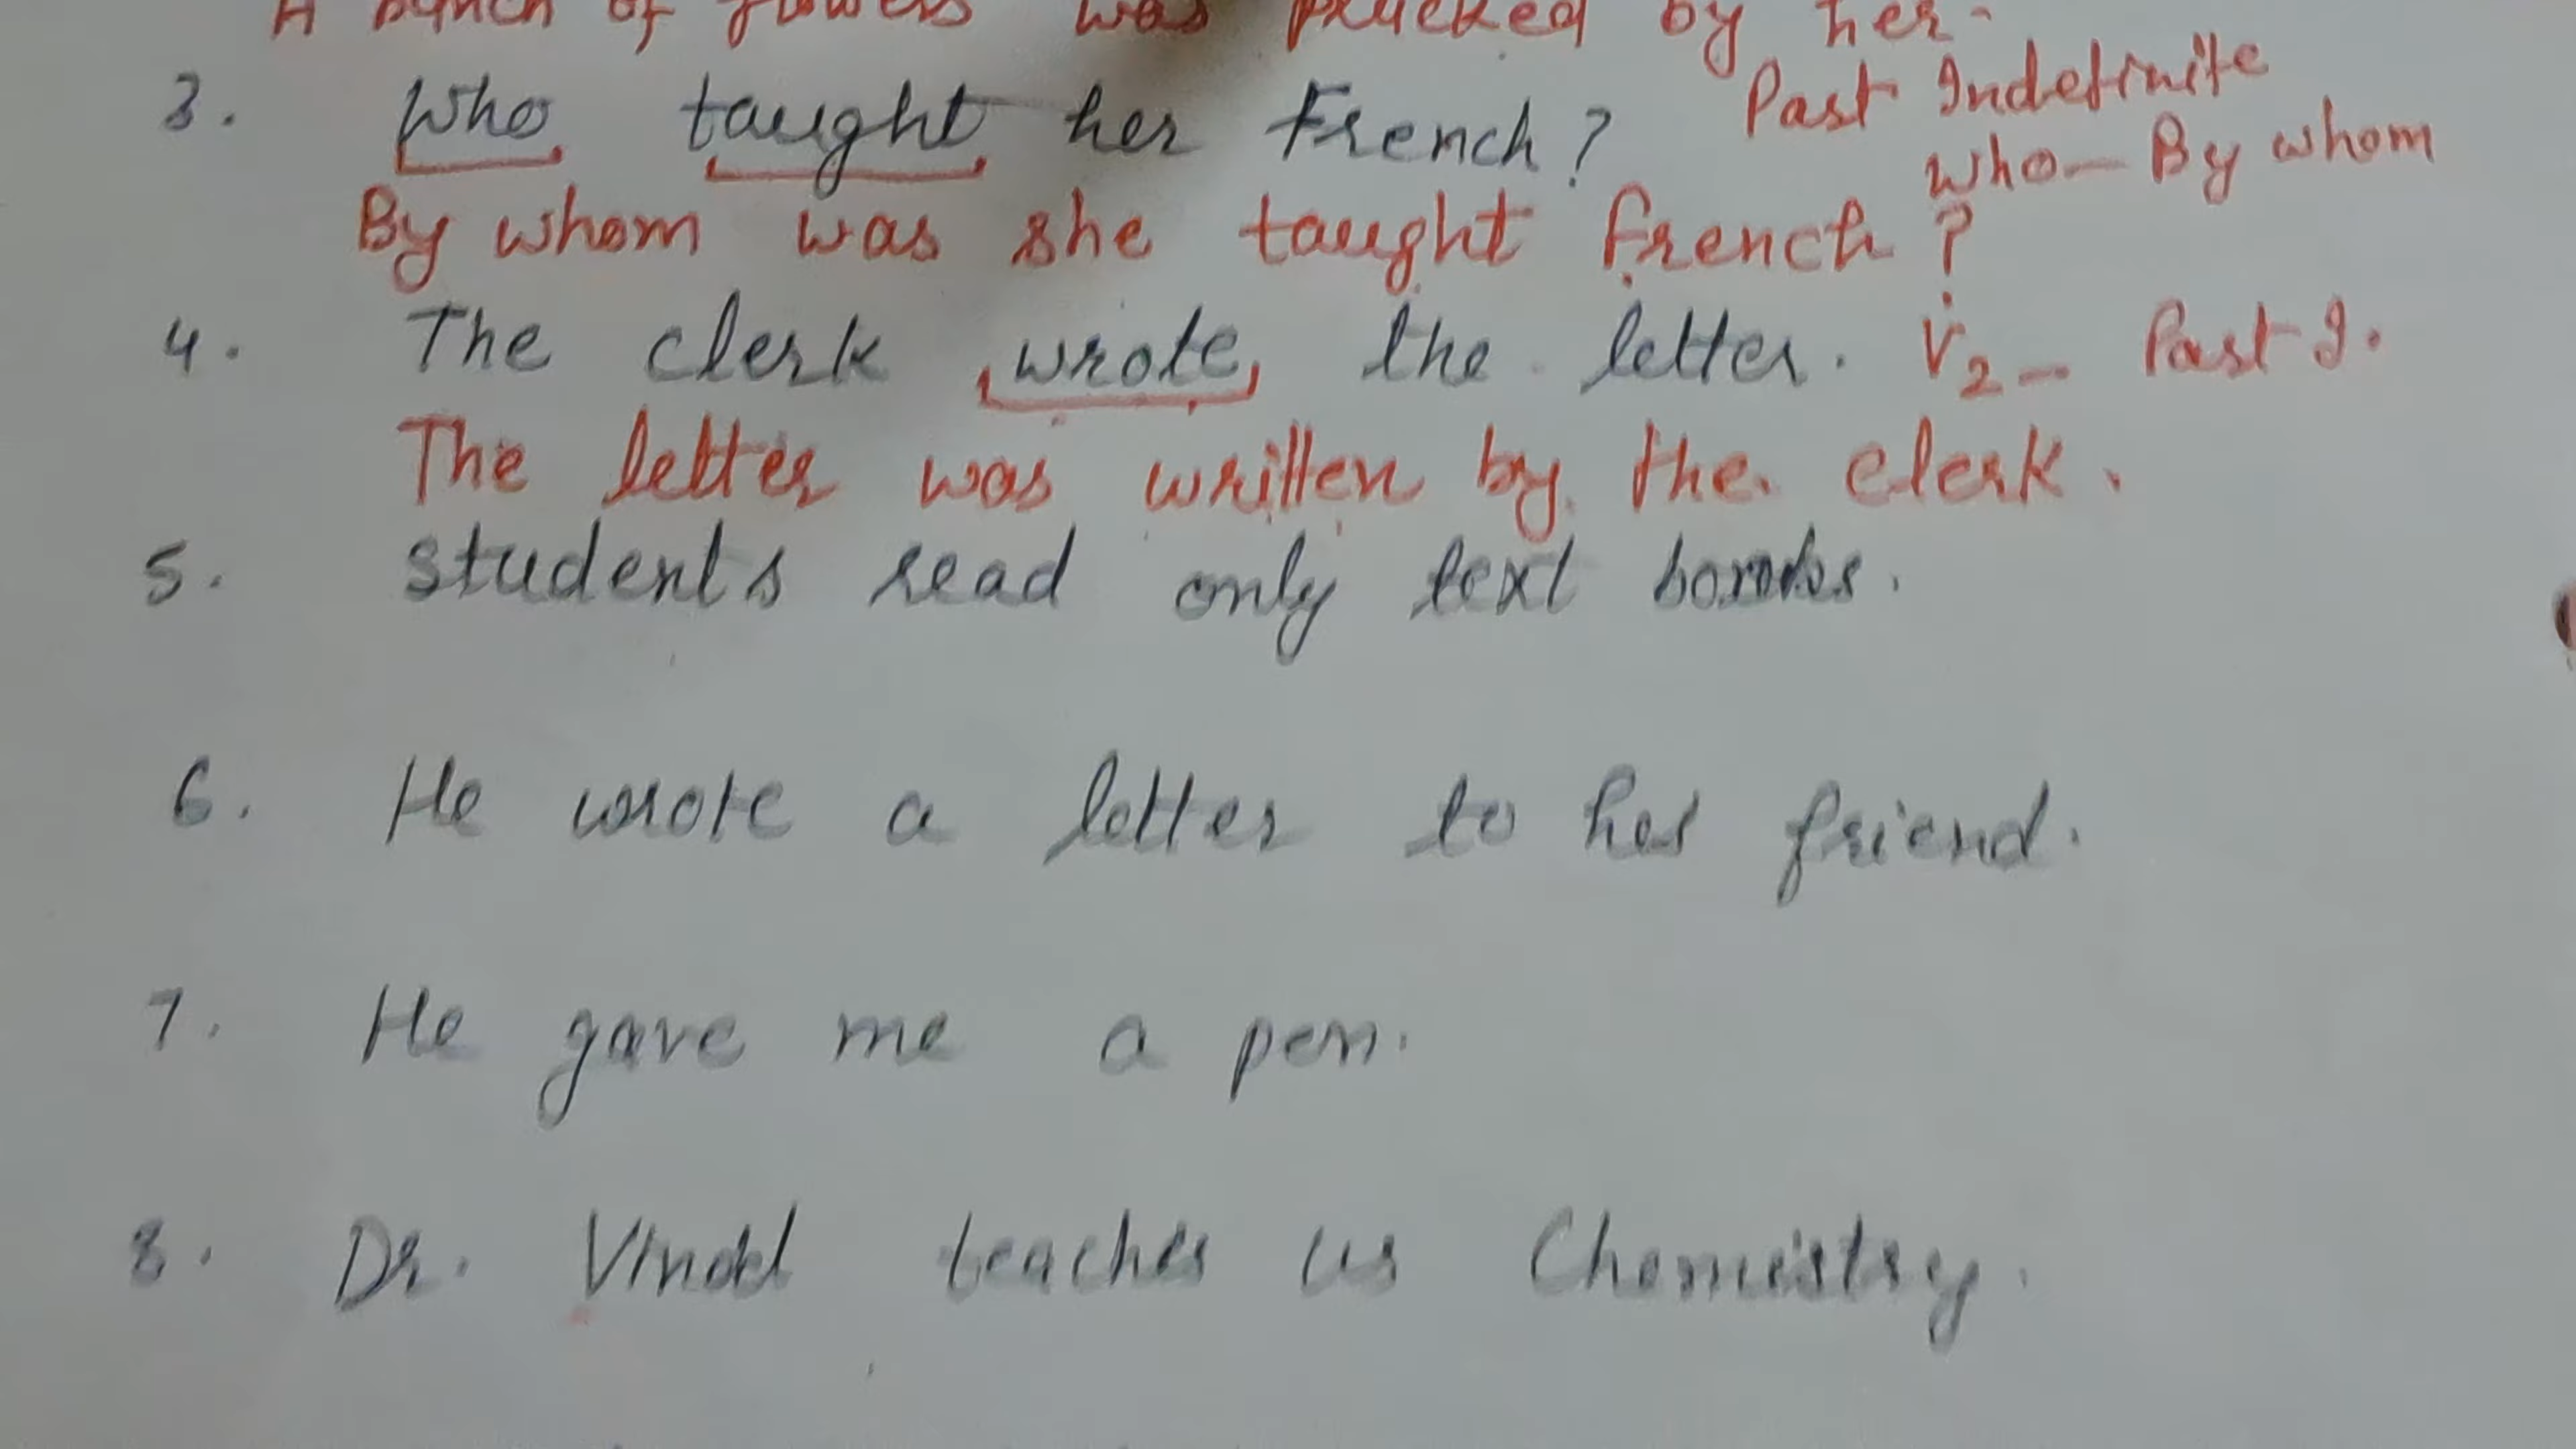 A bunch of flowers was plucked by her.
3. Who taught her French? Past Indefinite
who - By whom
By whom was she taught French?
4. The clerk wrote the letter. V2 - Past I.
The letter was written by the clerk.
5. Students read only text books.
6. He wrote a letter to his friend.
7. He gave me a pen.
8. Dr. Vinod teaches us Chemistry.